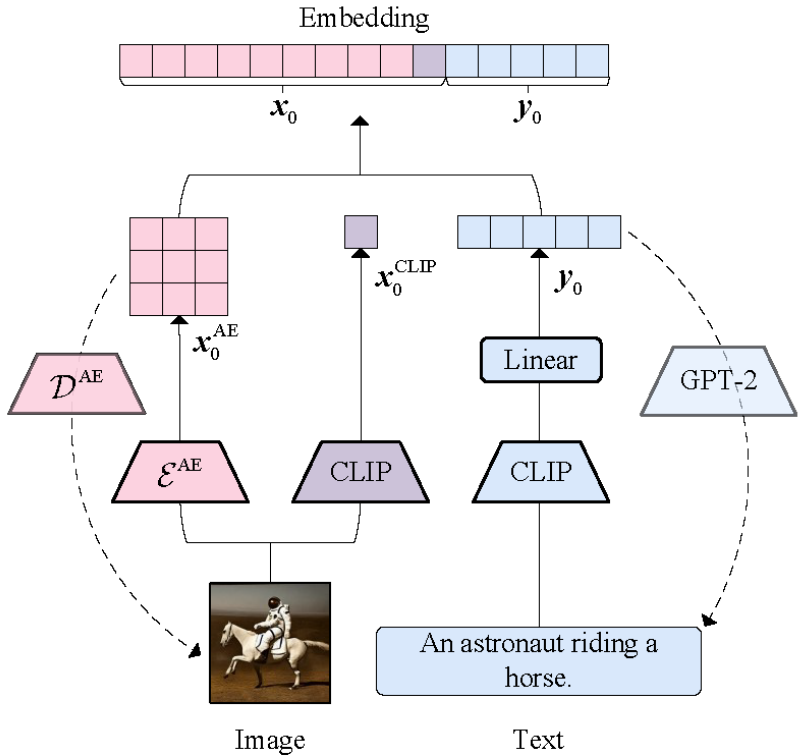 Embedding
x₀ y₀
x₀ᶜᴸᴵᴾ
y₀
x₀ᴬᴱ
Linear
𝒟ᴬᴱ
GPT-2
ℰᴬᴱ
CLIP
CLIP
An astronaut riding a
horse.
Image
Text